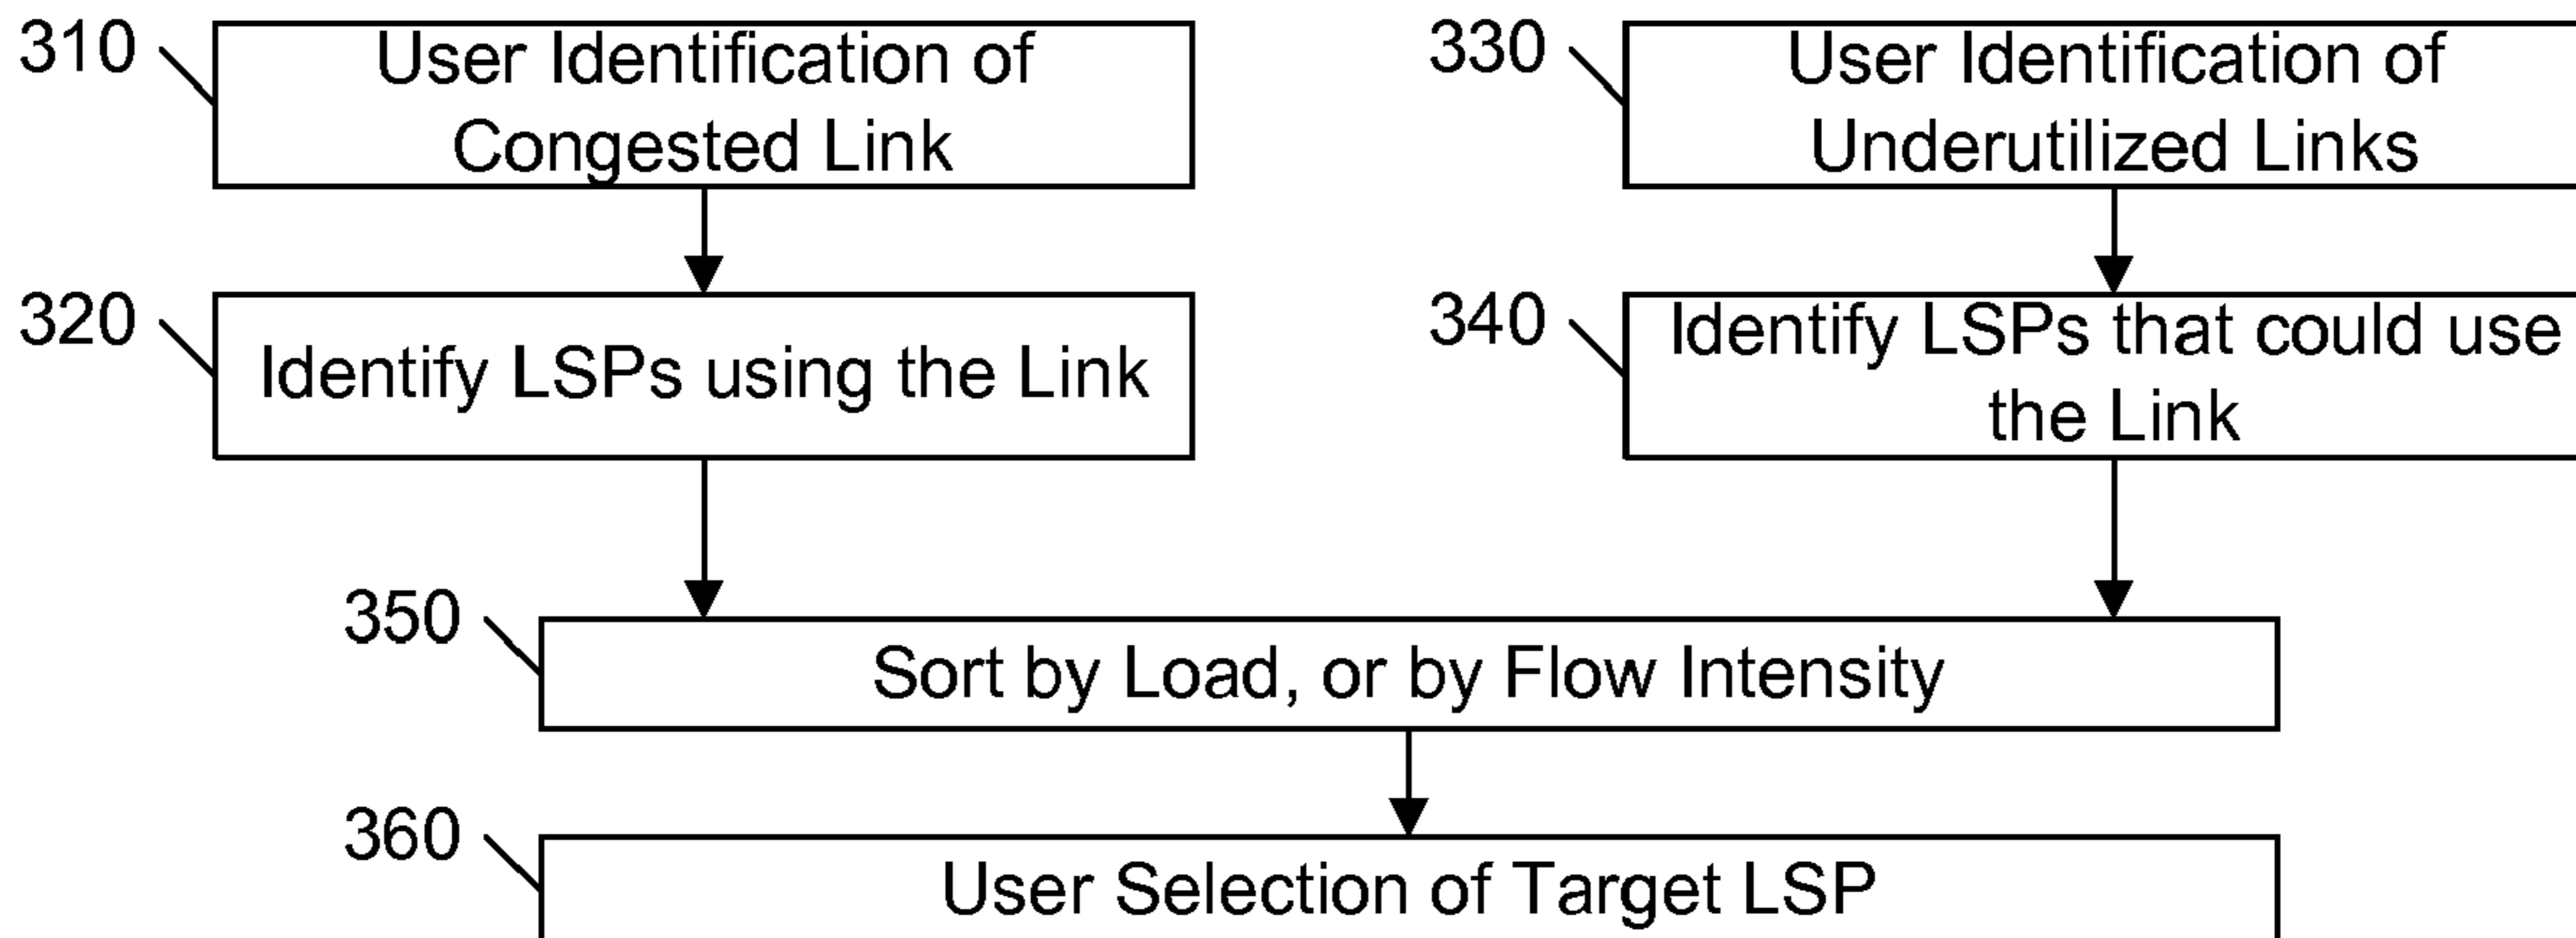 310
User Identification of
Congested Link
330
User Identification of
Underutilized Links
320
Identify LSPs using the Link
340
Identify LSPs that could use
the Link
350
Sort by Load, or by Flow Intensity
360
User Selection of Target LSP